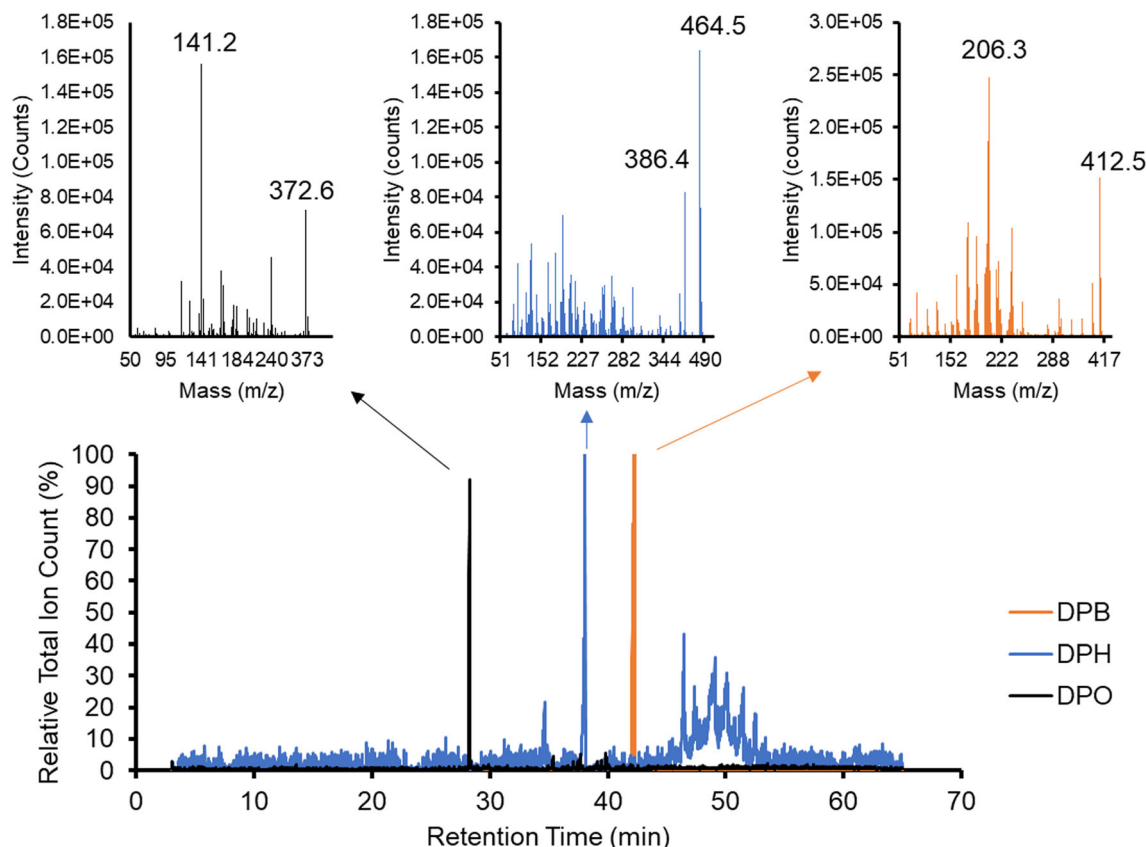 1.8E+05
1.6E+05
1.4E+05
1.2E+05
1.0E+05
8.0E+04
6.0E+04
4.0E+04
2.0E+04
0.0E+00
Intensity (Counts)
141.2
372.6
50 95 141 184 240 373
Mass (m/z)
1.8E+05
1.6E+05
1.4E+05
1.2E+05
1.0E+05
8.0E+04
6.0E+04
4.0E+04
2.0E+04
0.0E+00
Intensity (counts)
464.5
386.4
51 152 227 282 344 490
Mass (m/z)
3.0E+05
2.5E+05
2.0E+05
1.5E+05
1.0E+05
5.0E+04
0.0E+00
Intensity (counts)
206.3
412.5
51 152 222 288 417
Mass (m/z)
100
90
80
70
60
50
40
30
20
10
0
Relative Total Ion Count (%)
0 10 20 30 40 50 60 70
Retention Time (min)
DPB
DPH
DPO